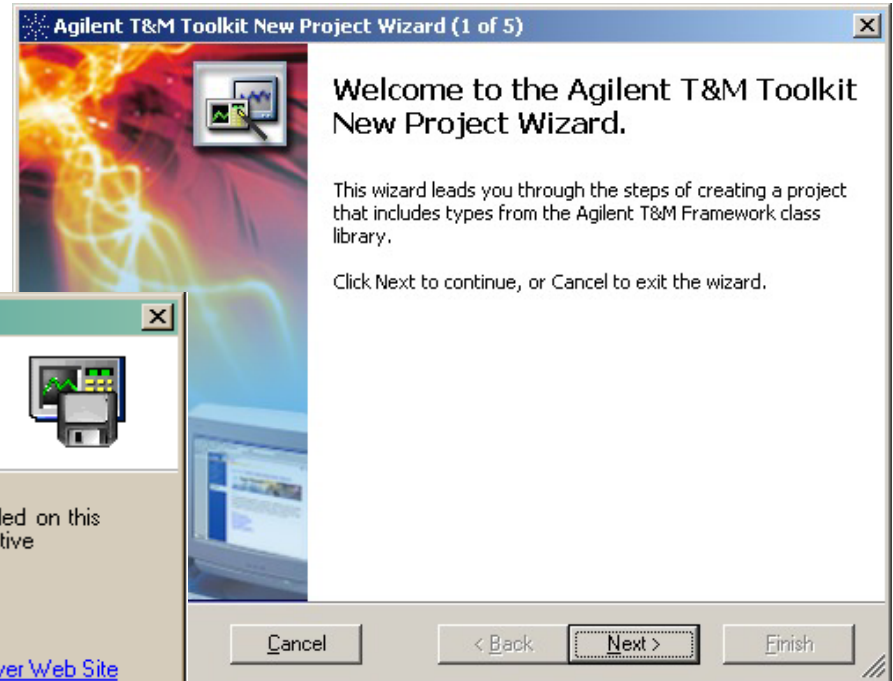 Agilent T&M Toolkit New Project Wizard (1 of 5)
Welcome to the Agilent T&M Toolkit
New Project Wizard.
This wizard leads you through the steps of creating a project
that includes types from the Agilent T&M Framework class
library.
Click Next to continue, or Cancel to exit the wizard.
led on this
tive
ver Web Site
Cancel
< Back
Next >
Finish